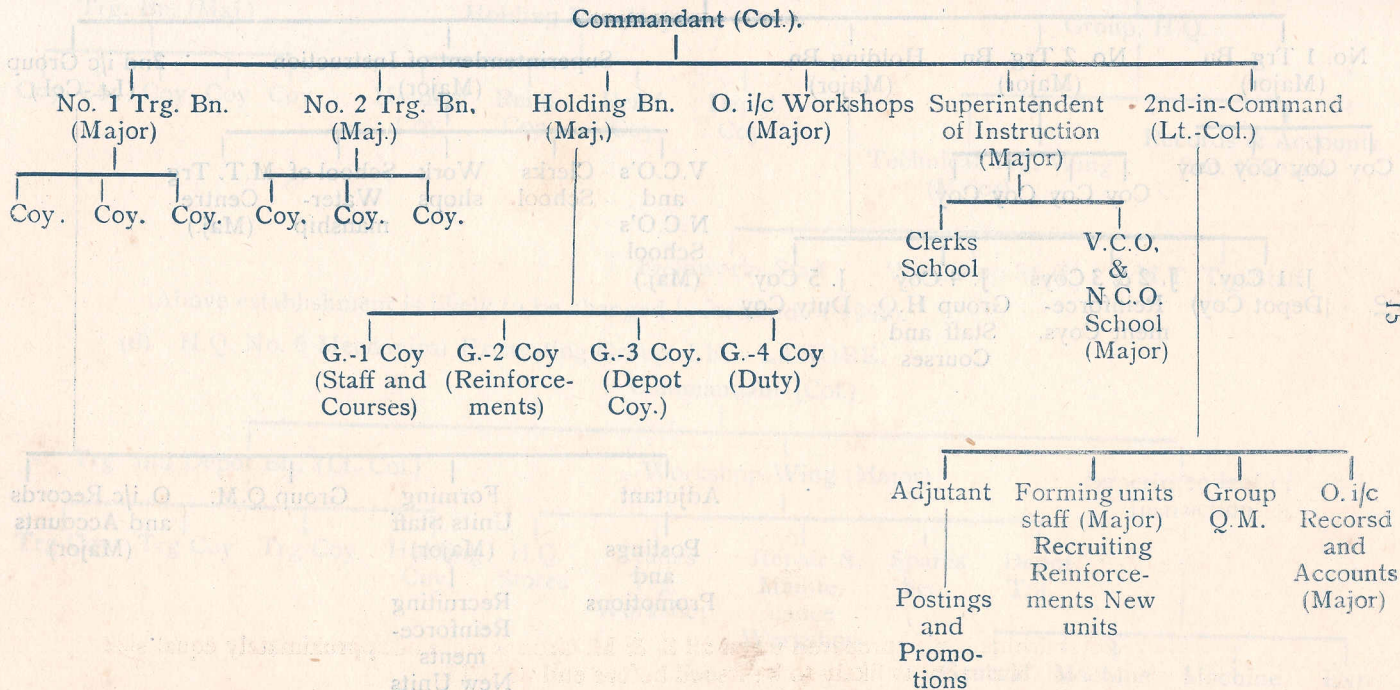 Commandant (Col.).
No. 1 Trg. Bn.
(Major)
Coy.
Coy.
Coy.
No. 2 Trg. Bn,
(Maj.)
Coy.
Coy.
Coy.
Holding Bn.
(Maj,)
G.-1 Coy
(Staff and
Courses)
G.-2 Coy
(Reinforce-
ments)
G.-3 Coy.
(Depot
Coy.)
G.-4 Coy
(Duty)
O. i/c Workshops
(Major)
Superintendent
of Instruction
(Major)
Clerks
School
V.C.O,
&
N.C.O.
School
(Major)
2nd-in-Command
(Lt.-Col.)
Adjutant
Postings
and
Promo-
tions
Forming units
staff (Major)
Recruiting
Reinforce-
ments New
units
Group
Q.M.
O. i/c
Recorsd
and
Accounts
(Major)
15